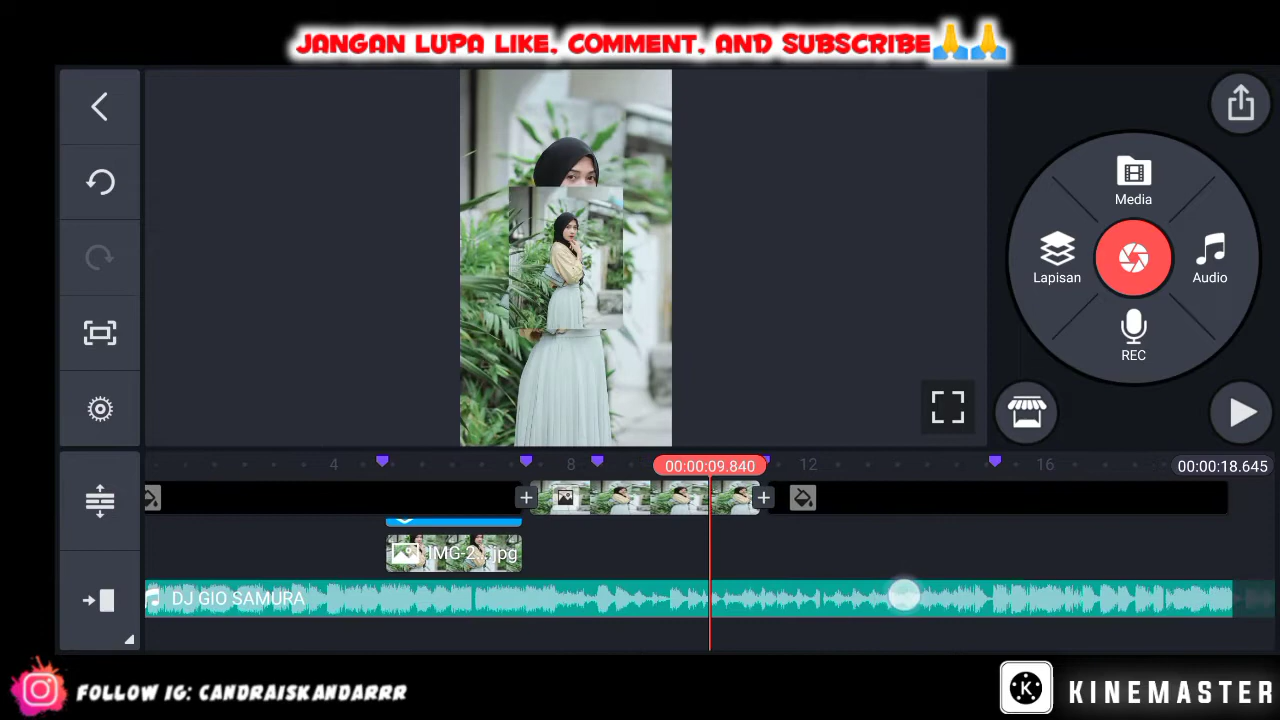 JANGAN LUPA LIKE, COMMENT, AND SUBSCRIBE🙏🙏
Media
Lapisan
Audio
REC
4
8
00:00:09.840
12
16
00:00:18.645
IMG-2...jpg
DJ GIO SAMURA
FOLLOW IG: CANDRAISKANDARRR
K KINEMASTER